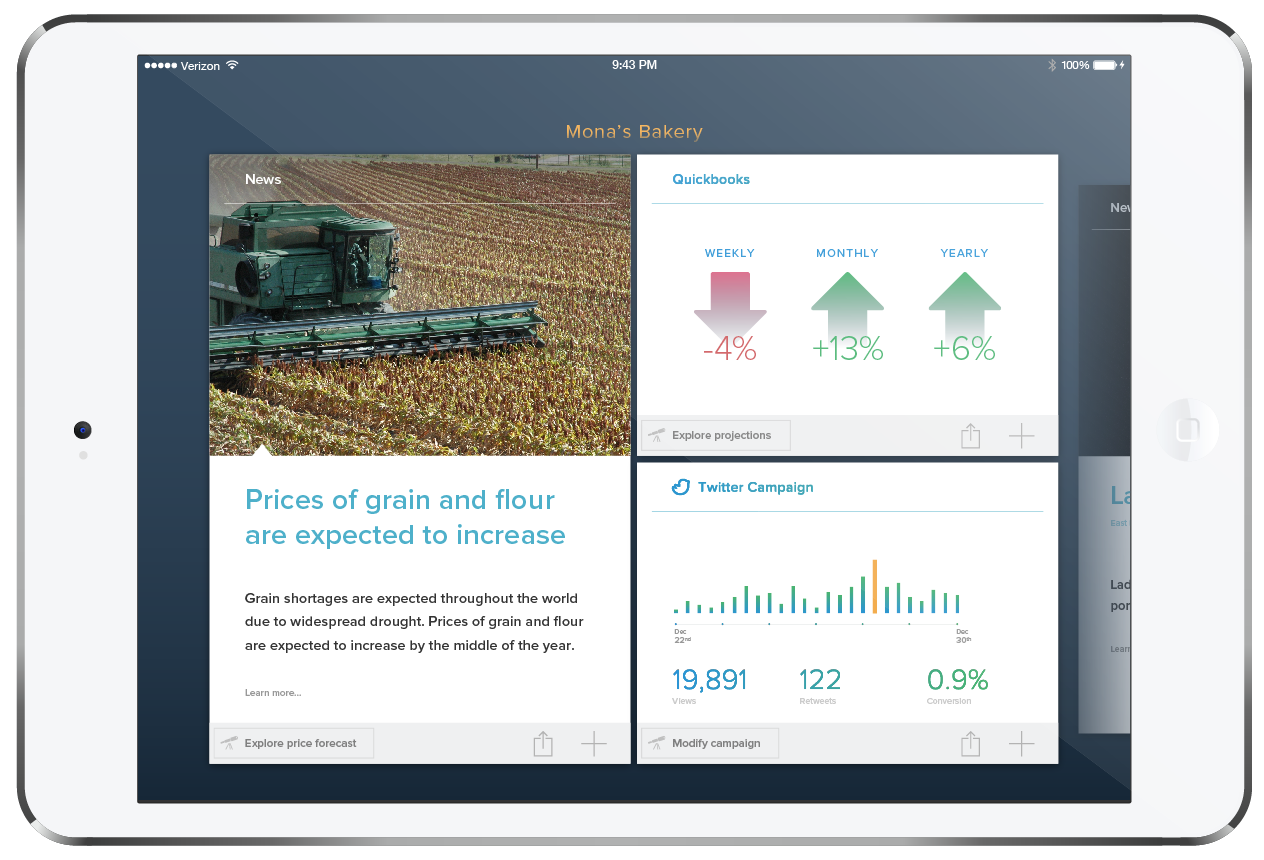 Verizon
9:43 PM
100%
Mona's Bakery
News
Prices of grain and flour
are expected to increase
Grain shortages are expected throughout the world
due to widespread drought. Prices of grain and flour
are expected to increase by the middle of the year.
Learn more...
Explore price forecast
Quickbooks
WEEKLY MONTHLY YEARLY
-4% +13% +6%
Explore projections
Twitter Campaign
Dec Dec
22nd 30th
19,891 122 0.9%
Views Retweets Conversion
Modify campaign
La
East
Lad
por
Learn